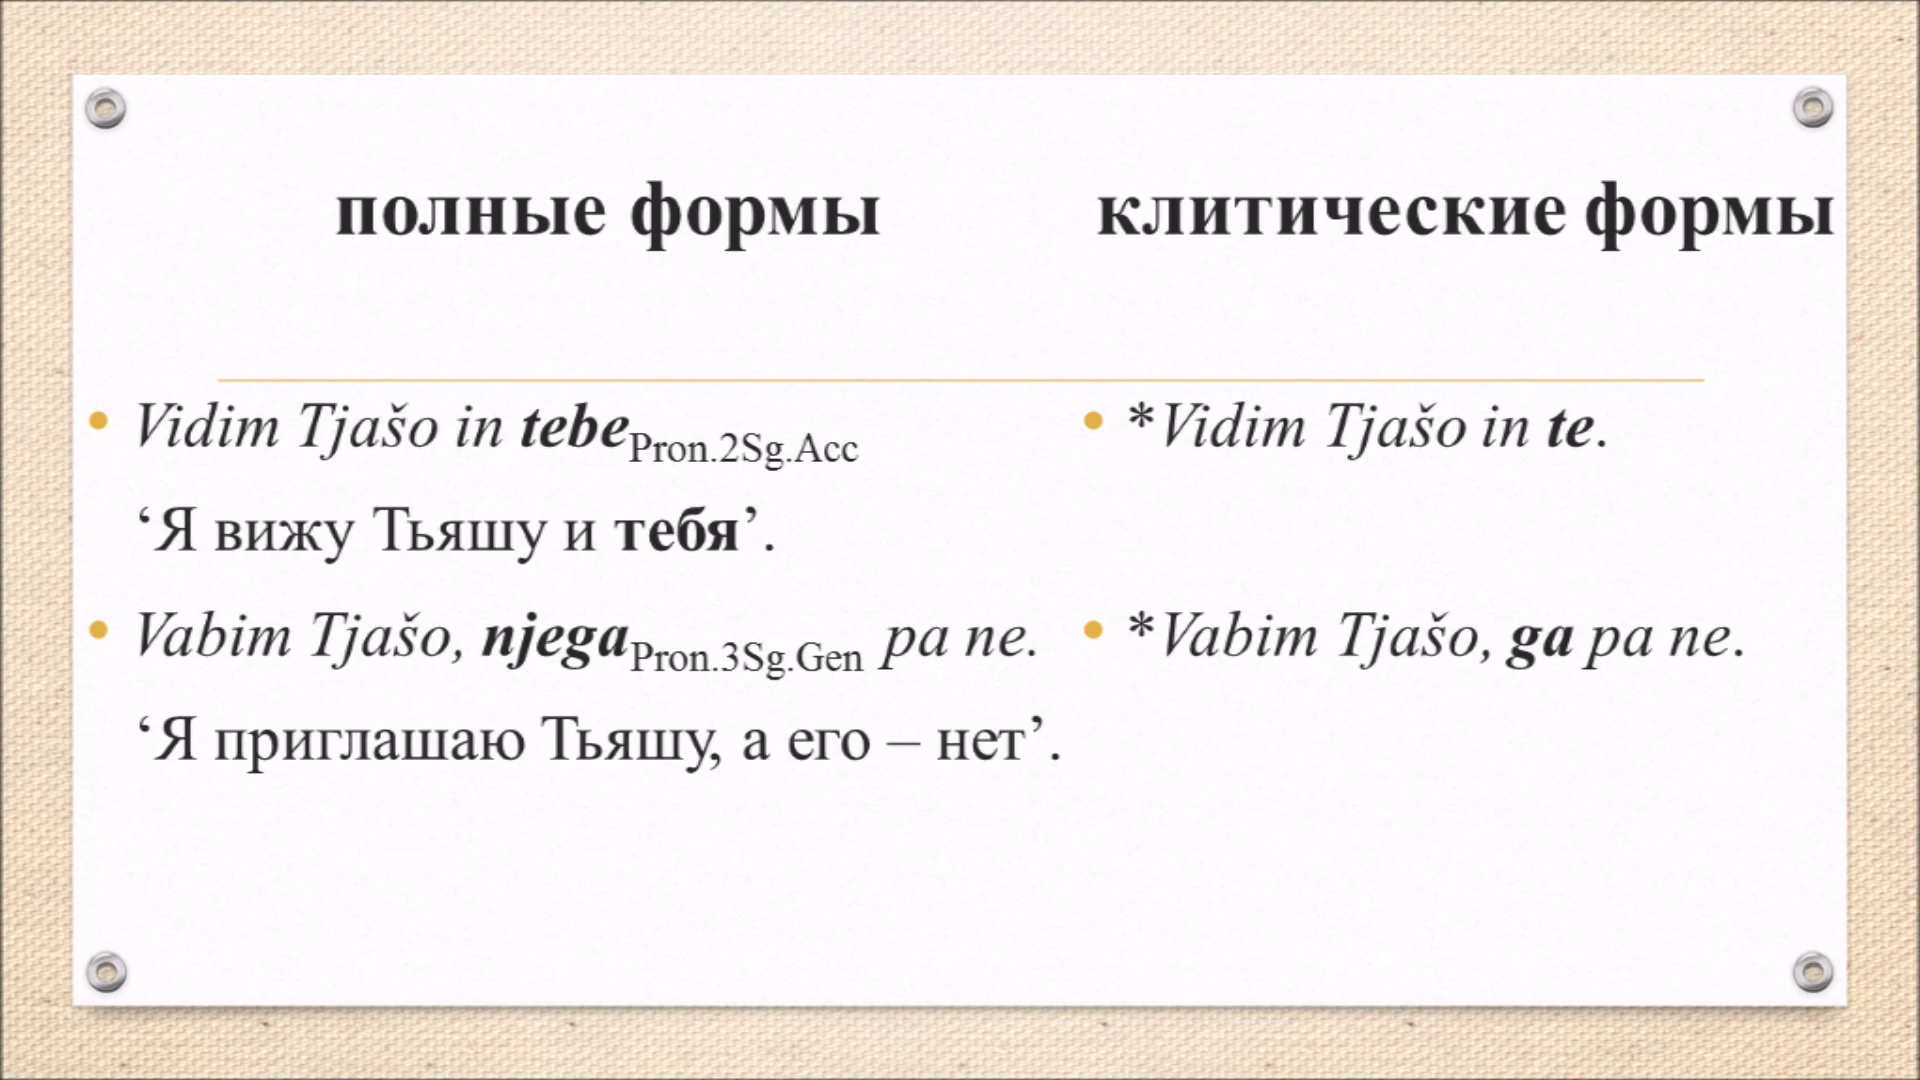 полные формы
клитические формы
Vidim Tjašo in tebePron.2Sg.Acc
‘Я вижу Тьяшу и тебя’.
Vabim Tjašo, njegaPron.3Sg.Gen pa ne.
‘Я приглашаю Тьяшу, а его – нет’.
*Vidim Tjašo in te.
*Vabim Tjašo, ga pa ne.